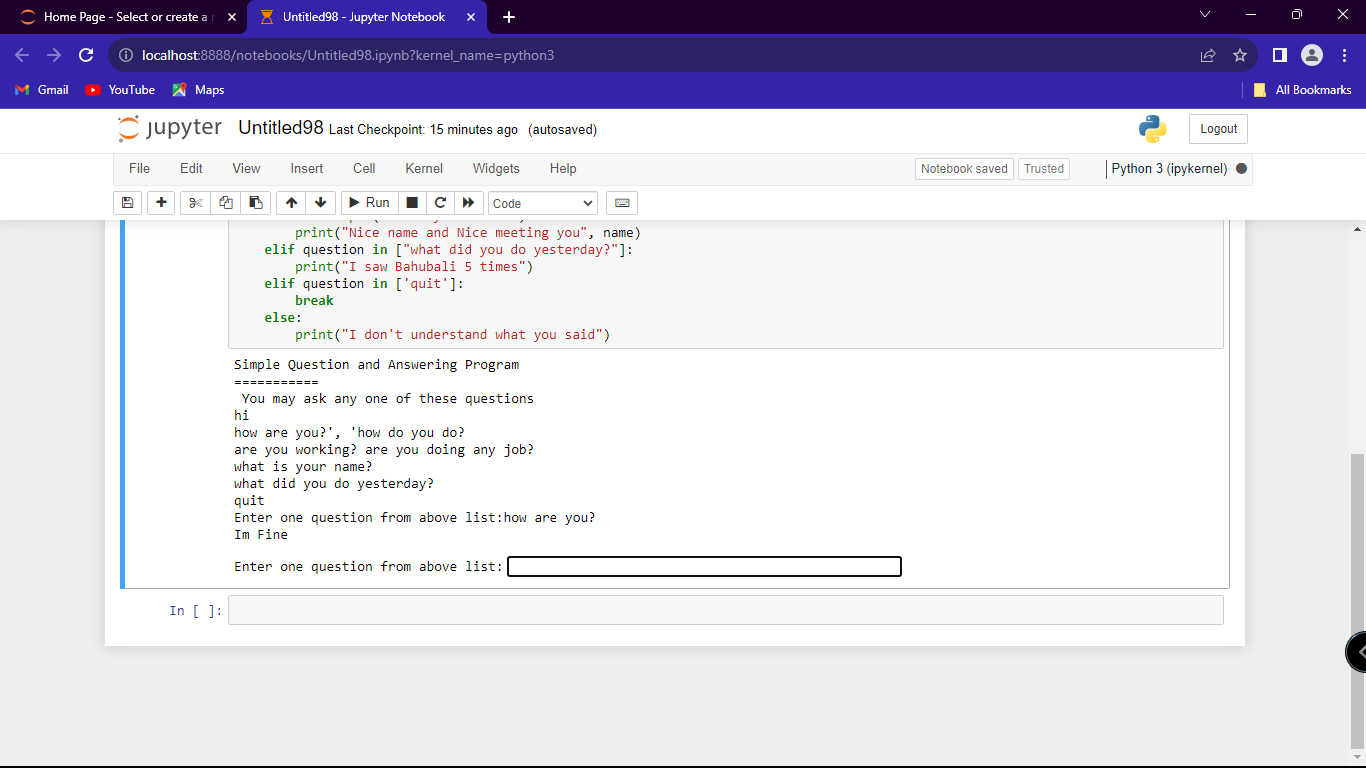 Home Page - Select or create a
Untitled98 - Jupyter Notebook
localhost:8888/notebooks/Untitled98.ipynb?kernel_name=python3
Gmail YouTube Maps All Bookmarks
jupyter Untitled98 Last Checkpoint: 15 minutes ago (autosaved) Logout
File Edit View Insert Cell Kernel Widgets Help Notebook saved Trusted Python 3 (ipykernel)
Run Code
print("Nice name and Nice meeting you", name)
elif question in ["what did you do yesterday?"]:
print("I saw Bahubali 5 times")
elif question in ['quit']:
break
else:
print("I don't understand what you said")
Simple Question and Answering Program
===========
You may ask any one of these questions
hi
how are you?', 'how do you do?
are you working? are you doing any job?
what is your name?
what did you do yesterday?
quit
Enter one question from above list:how are you?
Im Fine
Enter one question from above list:
In [ ]: